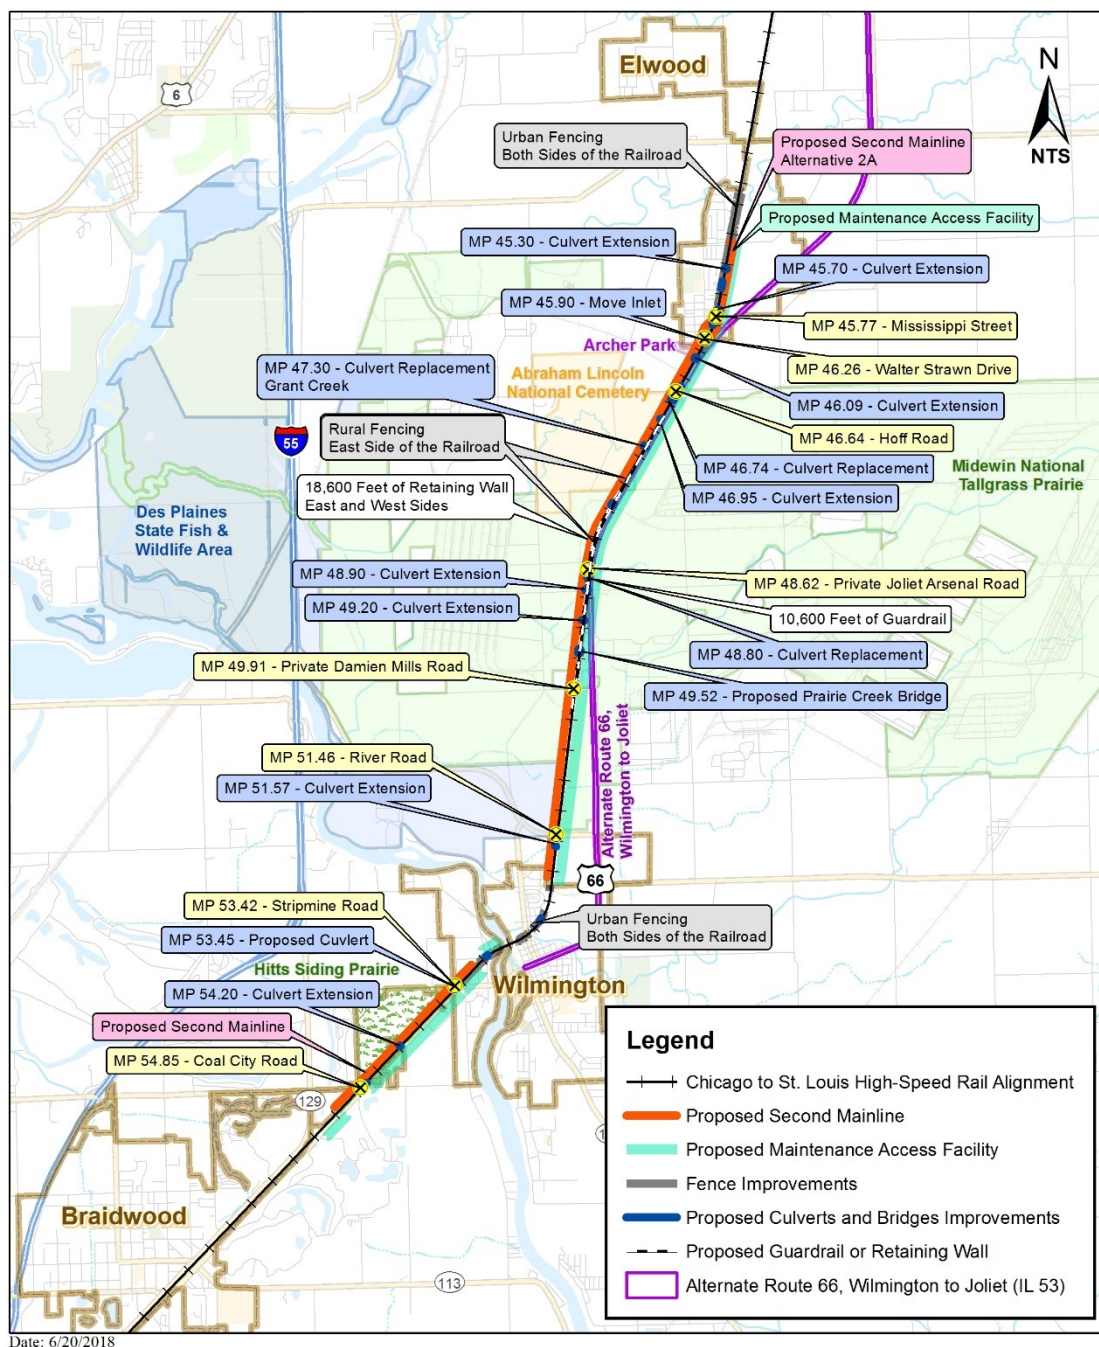 Elwood
6
N
NTS
Urban Fencing
Both Sides of the Railroad
Proposed Second Mainline
Alternative 2A
Proposed Maintenance Access Facility
MP 45.30 - Culvert Extension
MP 45.70 - Culvert Extension
MP 45.90 - Move Inlet
MP 45.77 - Mississippi Street
Archer Park
MP 46.26 - Walter Strawn Drive
MP 47.30 - Culvert Replacement
Grant Creek
Abraham Lincoln
National Cemetery
MP 46.09 - Culvert Extension
Rural Fencing
East Side of the Railroad
MP 46.64 - Hoff Road
55
MP 46.74 - Culvert Replacement
Midewin National
Tallgrass Prairie
18,600 Feet of Retaining Wall
East and West Sides
MP 46.95 - Culvert Extension
Des Plaines
State Fish &
Wildlife Area
MP 48.90 - Culvert Extension
MP 48.62 - Private Joliet Arsenal Road
MP 49.20 - Culvert Extension
10,600 Feet of Guardrail
MP 48.80 - Culvert Replacement
MP 49.91 - Private Damien Mills Road
MP 49.52 - Proposed Prairie Creek Bridge
Alternate Route 66,
Wilmington to Joliet
MP 51.46 - River Road
MP 51.57 - Culvert Extension
66
MP 53.42 - Stripmine Road
Urban Fencing
Both Sides of the Railroad
MP 53.45 - Proposed Cuvlert
Hitts Siding Prairie
Wilmington
MP 54.20 - Culvert Extension
Proposed Second Mainline
MP 54.85 - Coal City Road
129
Braidwood
113
Legend
Chicago to St. Louis High-Speed Rail Alignment
Proposed Second Mainline
Proposed Maintenance Access Facility
Fence Improvements
Proposed Culverts and Bridges Improvements
Proposed Guardrail or Retaining Wall
Alternate Route 66, Wilmington to Joliet (IL 53)
Date: 6/20/2018